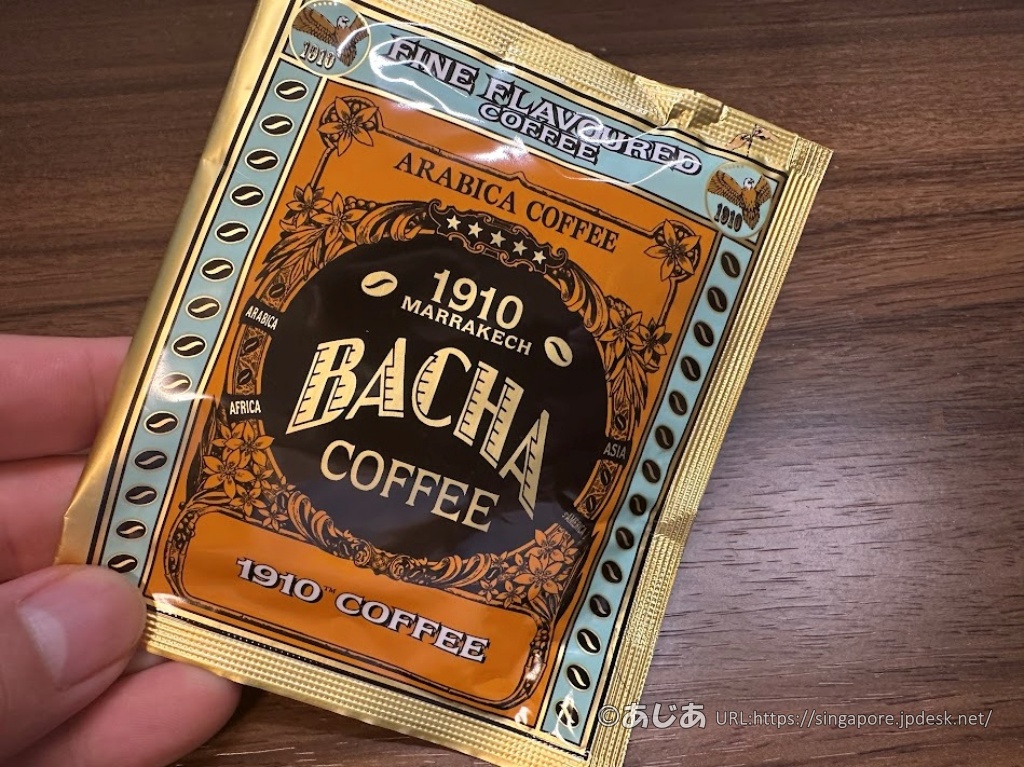 1910
FINE FLAVOURED
COFFEE
1910
ARABICA COFFEE
1910
MARRAKECH
ARABICA
BACHA
AFRICA
ASIA
COFFEE
1910™ COFFEE
©あじあ URL:https://singapore.jpdesk.net/